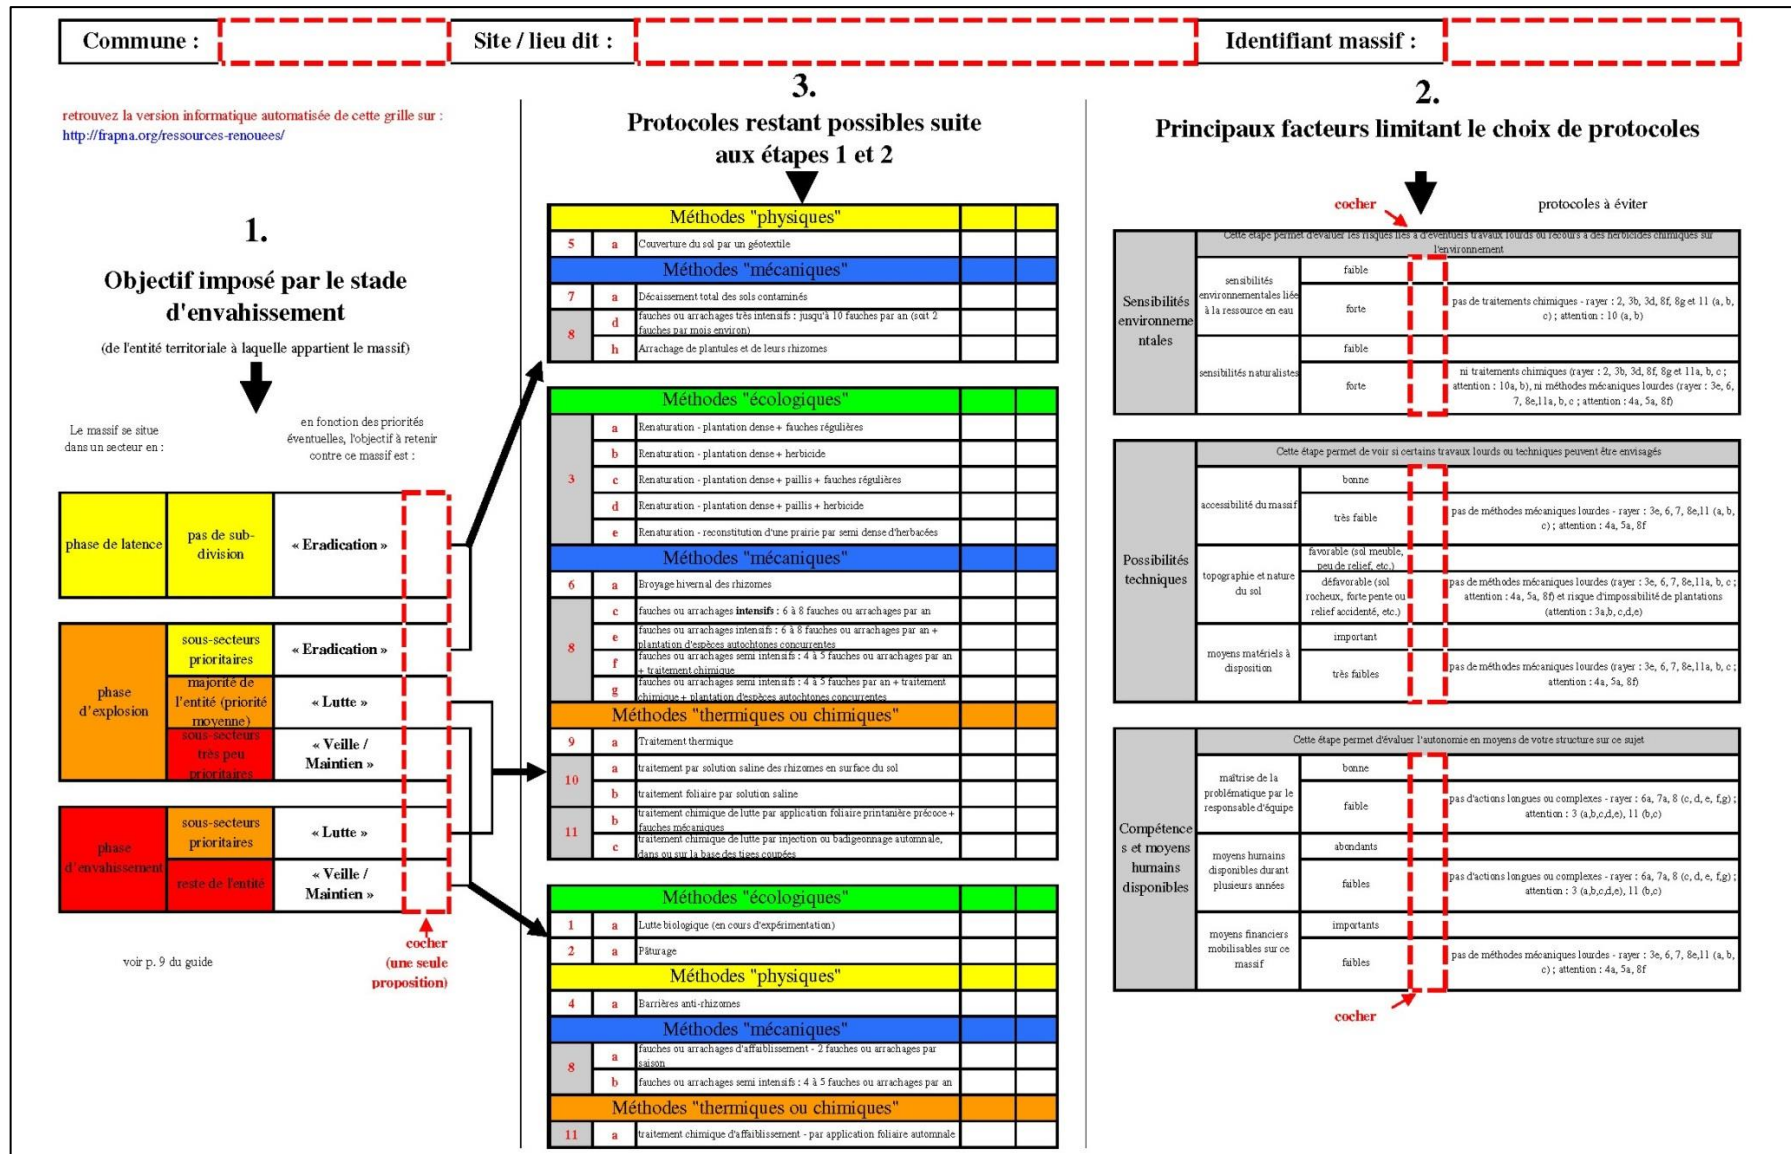 Commune :
Site / lieu dit :
Identifiant massif :
retrouvez la version informatique automatisée de cette grille sur :
http://frapna.org/ressources-renouees/
1.
Objectif imposé par le stade
d'envahissement
(de l'entité territoriale à laquelle appartient le massif)
Le massif se situe
dans un secteur en :
en fonction des priorités
éventuelles, l'objectif à retenir
contre ce massif est :
phase de latence
pas de sub-
division
« Eradication »
phase
d'explosion
sous-secteurs
prioritaires
« Eradication »
majorité de
l'entité (priorité
moyenne)
« Lutte »
sous-secteurs
très peu
prioritaires
« Veille /
Maintien »
phase
d'envahissement
sous-secteurs
prioritaires
« Lutte »
reste de l'entité
« Veille /
Maintien »
voir p. 9 du guide
cocher
(une seule
proposition)
3.
Protocoles restant possibles suite
aux étapes 1 et 2
Méthodes "physiques"
5 a Couverture du sol par un géotextile
Méthodes "mécaniques"
7 a Décaissement total des sols contaminés
8 d fauches ou arrachages très intensifs : jusqu'à 10 fauches par an (soit 2
fauches par mois environ)
h Arrachage de plantules et de leurs rhizomes
Méthodes "écologiques"
3 a Renaturation - plantation dense + fauches régulières
b Renaturation - plantation dense + herbicide
c Renaturation - plantation dense + paillis + fauches régulières
d Renaturation - plantation dense + paillis + herbicide
e Renaturation - reconstitution d'une prairie par semi dense d'herbacées
Méthodes "mécaniques"
6 a Broyage hivernal des rhizomes
8 c fauches ou arrachages intensifs : 6 à 8 fauches ou arrachages par an
e fauches ou arrachages intensifs : 6 à 8 fauches ou arrachages par an +
plantation d'espèces autochtones concurrentes
f fauches ou arrachages semi intensifs : 4 à 5 fauches ou arrachages par an
+ traitement chimique
g fauches ou arrachages semi intensifs : 4 à 5 fauches par an + traitement
chimique + plantation d'espèces autochtones concurrentes
Méthodes "thermiques ou chimiques"
9 a Traitement thermique
10 a traitement par solution saline des rhizomes en surface du sol
b traitement foliaire par solution saline
11 b traitement chimique de lutte par application foliaire printanière précoce +
fauches mécaniques
c traitement chimique de lutte par injection ou badigeonnage automnale,
dans ou sur la base des tiges coupées
Méthodes "écologiques"
1 a Lutte biologique (en cours d'expérimentation)
2 a Pâturage
Méthodes "physiques"
4 a Barrières anti-rhizomes
Méthodes "mécaniques"
8 a fauches ou arrachages d'affaiblissement - 2 fauches ou arrachages par
saison
b fauches ou arrachages semi intensifs : 4 à 5 fauches ou arrachages par an
Méthodes "thermiques ou chimiques"
11 a traitement chimique d'affaiblissement - par application foliaire automnale
2.
Principaux facteurs limitant le choix de protocoles
cocher
protocoles à éviter
Cette étape permet d'évaluer les risques liés à d'éventuels travaux lourds ou recours à des herbicides chimiques sur
l'environnement
Sensibilités
environneme
ntales
sensibilités
environnementales liée
à la ressource en eau
faible
forte
pas de traitements chimiques - rayer : 2, 3b, 3d, 8f, 8g et 11 (a, b,
c) ; attention : 10 (a, b)
sensibilités naturalistes
faible
forte
ni traitements chimiques (rayer : 2, 3b, 3d, 8f, 8g et 11a, b, c ;
attention : 10a, b), ni méthodes mécaniques lourdes (rayer : 3e, 6,
7, 8e,11a, b, c ; attention : 4a, 5a, 8f)
Cette étape permet de voir si certains travaux lourds ou techniques peuvent être envisagés
Possibilités
techniques
accessibilité du massif
bonne
très faible
pas de méthodes mécanique lourdes - rayer : 3e, 6, 7, 8e,11 (a, b,
c) ; attention : 4a, 5a, 8f
topographie et nature
du sol
favorable (sol meuble,
peu de relief, etc.)
défavorable (sol
rocheux, forte pente ou
relief accidenté, etc.)
pas de méthodes mécanique lourdes (rayer : 3e, 6, 7, 8e,11a, b, c ;
attention : 4a, 5a, 8f) et risque d'impossibilité de plantations
(attention : 3a,b, c,d,e)
moyens matériels à
disposition
important
très faibles
pas de méthodes mécanique lourdes (rayer : 3e, 6, 7, 8e,11a, b, c ;
attention : 4a, 5a, 8f)
Cette étape permet d'évaluer l'autonomie en moyens de votre structure sur ce sujet
Compétence
s et moyens
humains
disponibles
maîtrise de la
problématique par le
responsable d'équipe
bonne
faible
pas d'actions longues ou complexes - rayer : 6a, 7a, 8 (c, d, e, f,g) ;
attention : 3 (a,b,c,d,e), 11 (b,c)
moyens humains
disponibles durant
plusieurs années
abondants
faibles
pas d'actions longues ou complexes - rayer : 6a, 7a, 8 (c, d, e, f,g) ;
attention : 3 (a,b,c,d,e), 11 (b,c)
moyens financiers
mobilisables sur ce
massif
importants
faibles
pas de méthodes mécanique lourdes - rayer : 3e, 6, 7, 8e,11 (a, b,
c) ; attention : 4a, 5a, 8f
cocher